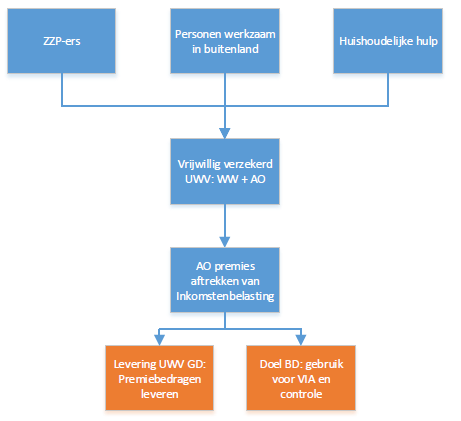 ZZP-ers
Personen werkzaam
in buitenland
Huishoudelijke hulp
Vrijwillig verzekerd
UWV: WW + AO
AO premies
aftrekken van
Inkomstenbelasting
Levering UWV GD:
Premiebedragen
leveren
Doel BD: gebruik
voor VIA en
controle